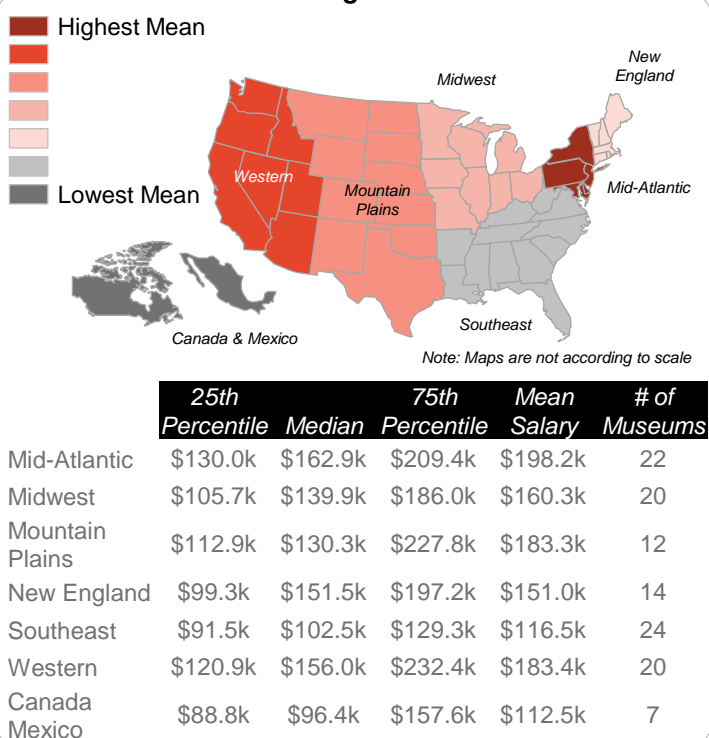 Highest Mean
New
England
Midwest
Western
Mountain
Plains
Mid-Atlantic
Lowest Mean
Southeast
Canada & Mexico
Note: Maps are not according to scale
25th 75th Mean # of
Percentile Median Percentile Salary Museums
Mid-Atlantic $130.0k $162.9k $209.4k $198.2k 22
Midwest $105.7k $139.9k $186.0k $160.3k 20
Mountain
Plains $112.9k $130.3k $227.8k $183.3k 12
New England $99.3k $151.5k $197.2k $151.0k 14
Southeast $91.5k $102.5k $129.3k $116.5k 24
Western $120.9k $156.0k $232.4k $183.4k 20
Canada
Mexico $88.8k $96.4k $157.6k $112.5k 7